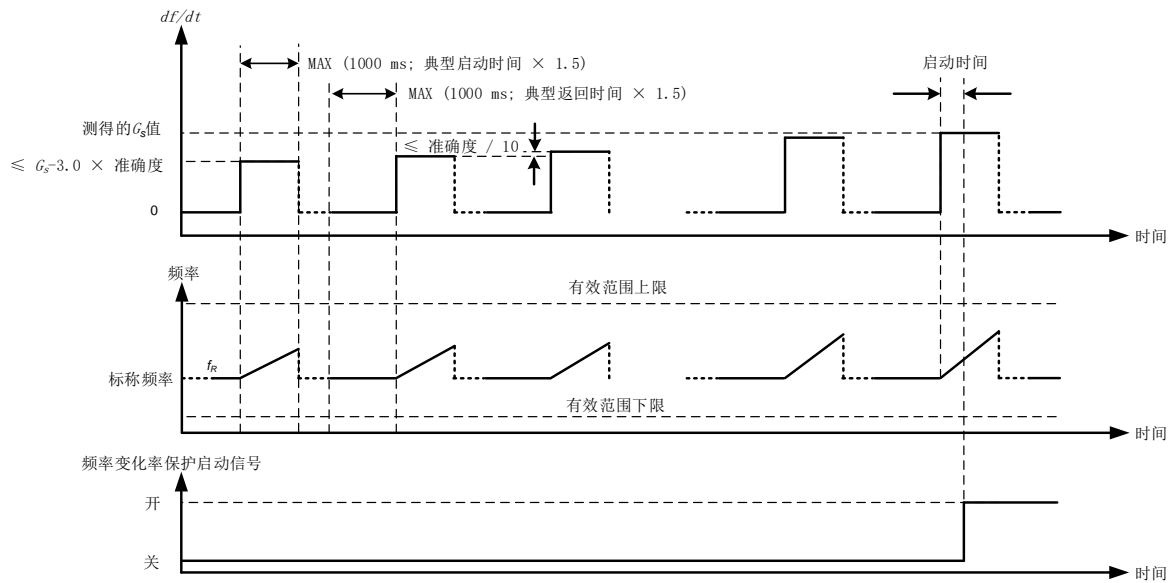 df/dt
MAX (1000 ms; 典型启动时间 × 1.5)
启动时间
MAX (1000 ms; 典型返回时间 × 1.5)
测得的Gs值
≤ 准确度 / 10
≤ Gs-3.0 × 准确度
0
时间
频率
有效范围上限
fR
标称频率
有效范围下限
时间
频率变化率保护启动信号
开
关
时间